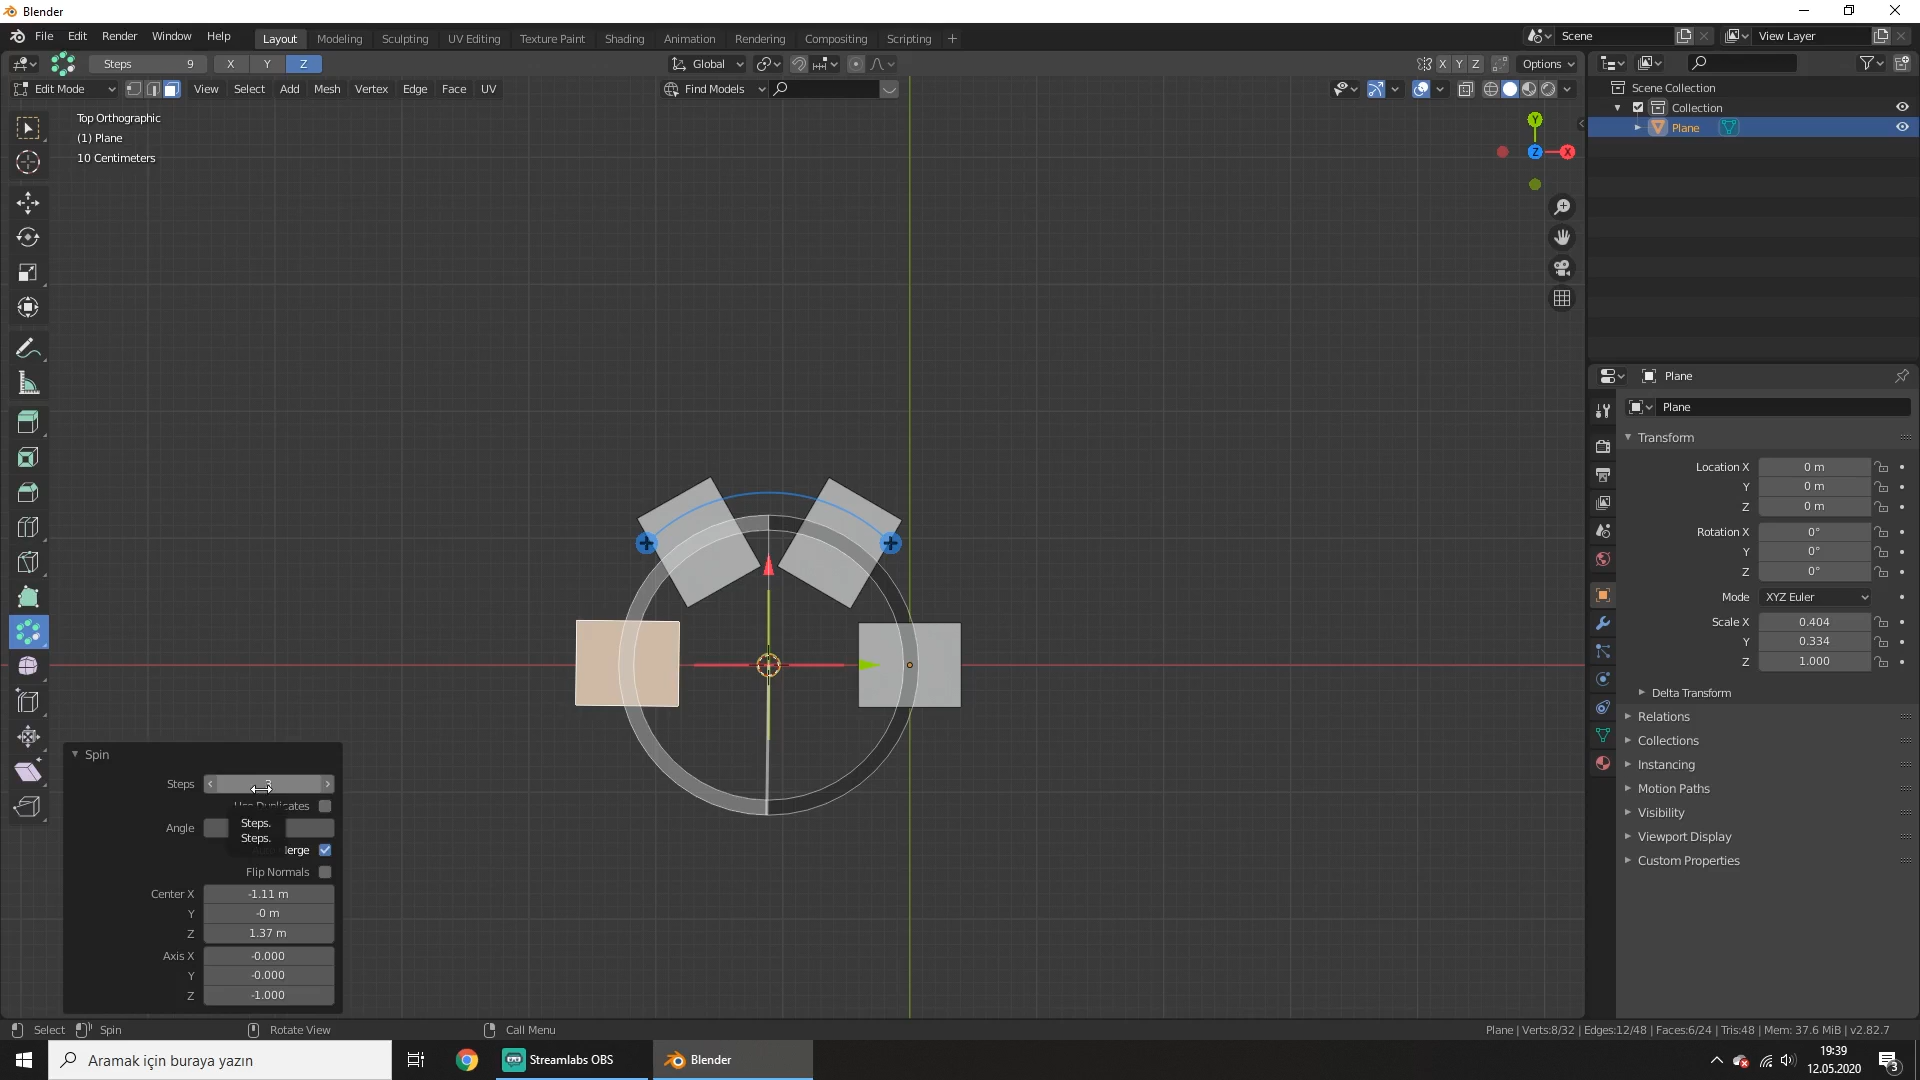 Blender
File Edit Render Window Help
Layout Modeling Sculpting UV Editing Texture Paint Shading Animation Rendering Compositing Scripting +
Scene
View Layer
Steps 9 X Y Z
Global
X Y Z
Options
Edit Mode
View Select Add Mesh Vertex Edge Face UV
Find Models
Top Orthographic
(1) Plane
10 Centimeters
Y
Z
X
Scene Collection
Collection
Plane
Plane
Plane
Transform
Location X 0 m
Y 0 m
Z 0 m
Rotation X 0°
Y 0°
Z 0°
Mode XYZ Euler
Scale X 0.404
Y 0.334
Z 1.000
Delta Transform
Relations
Collections
Instancing
Motion Paths
Visibility
Viewport Display
Custom Properties
Spin
Steps 3
Use Duplicates
Steps.
Steps.
Angle
Flip Normals
Center X -1.11 m
Y -0 m
Z 1.37 m
Axis X -0.000
Y -0.000
Z -1.000
Select Spin Rotate View Call Menu
Plane | Verts:8/32 | Edges:12/48 | Faces:6/24 | Tris:48 | Mem: 37.6 MiB | v2.82.7
Aramak için buraya yazın
Streamlabs OBS
Blender
19:39
12.05.2020
3